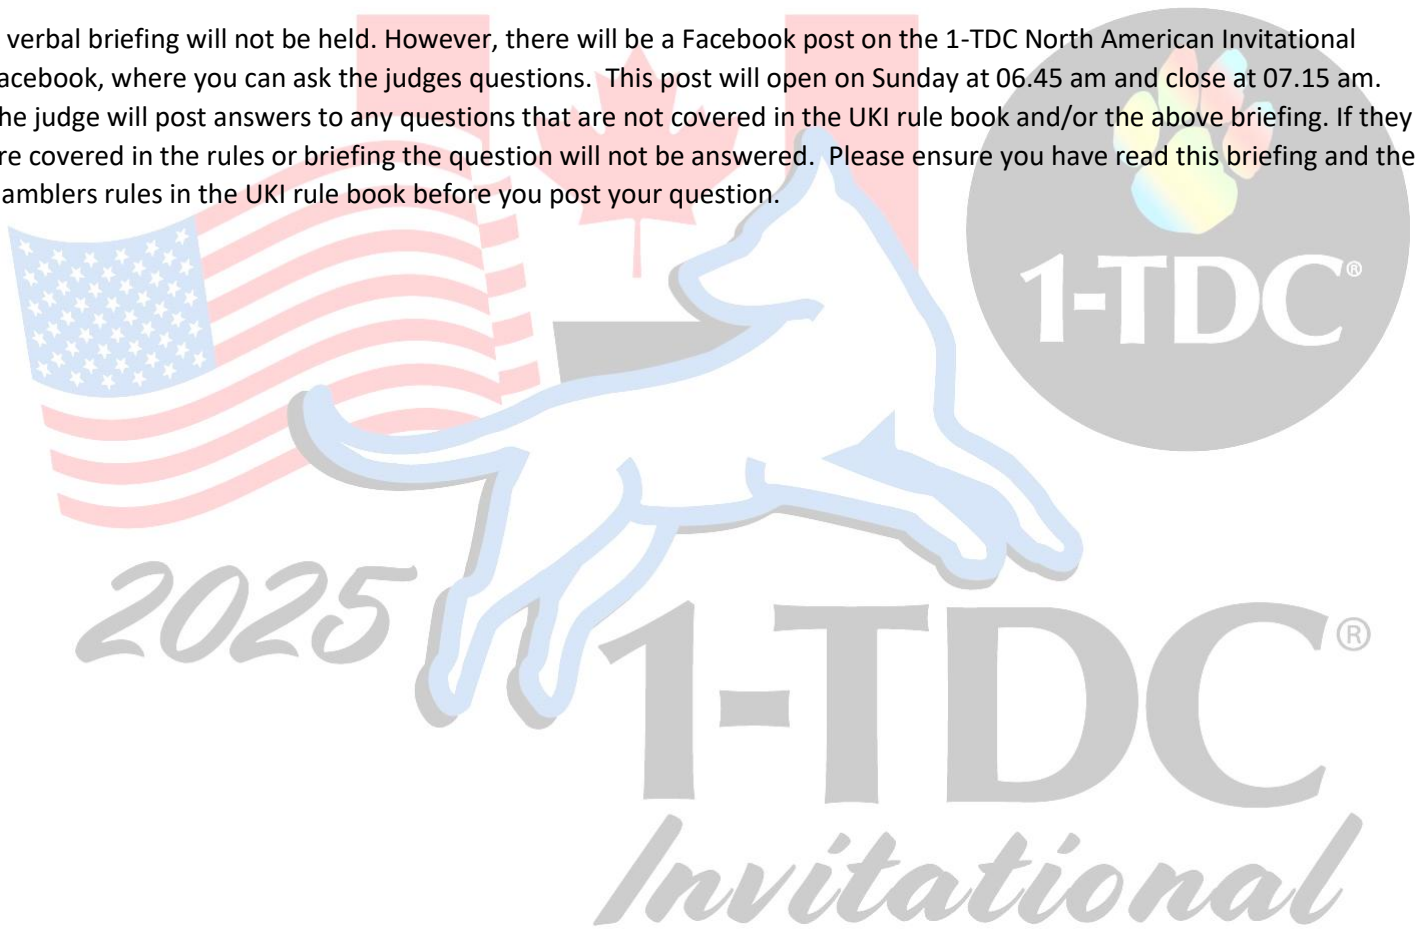 verbal briefing will not be held. However, there will be a Facebook post on the 1-TDC North American Invitational
acebook, where you can ask the judges questions.  This post will open on Sunday at 06.45 am and close at 07.15 am.
he judge will post answers to any questions that are not covered in the UKI rule book and/or the above briefing. If they
re covered in the rules or briefing the question will not be answered.  Please ensure you have read this briefing and the
amblers rules in the UKI rule book before you post your question.
1-TDC®
2025
1-TDC®
Invitational